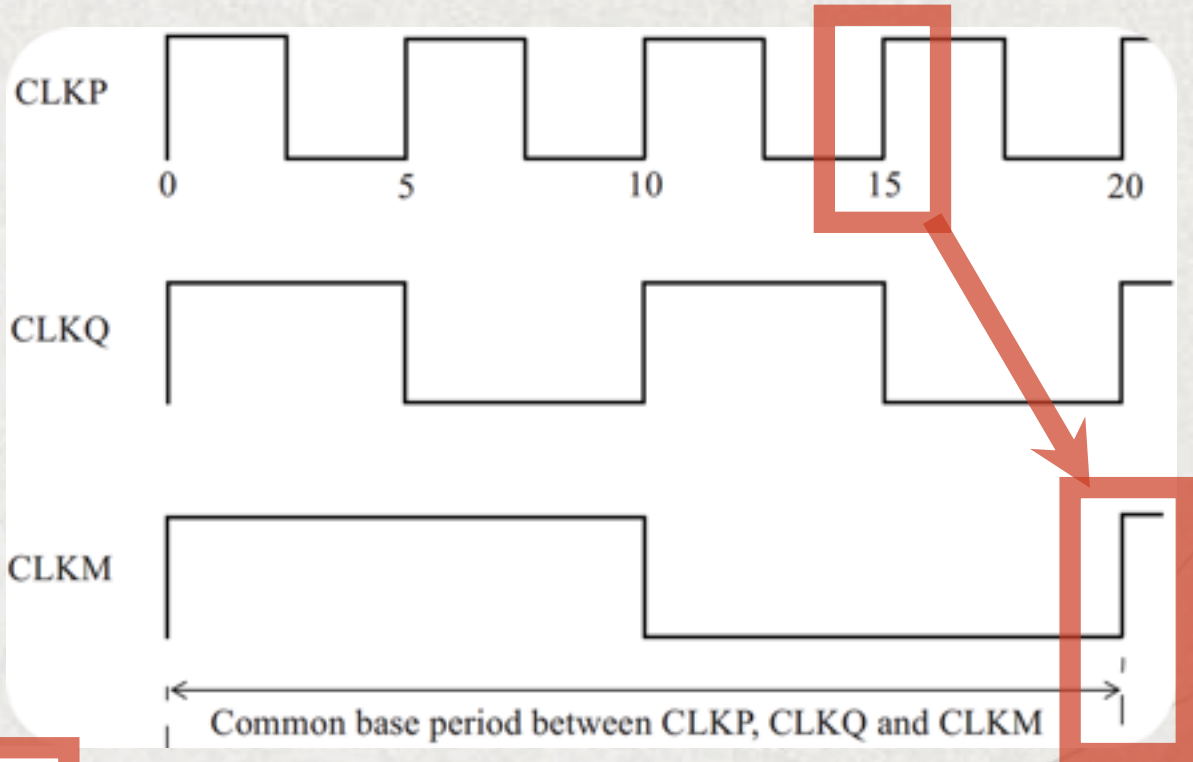 CLKP
0 5 10 15 20
CLKQ
CLKM
Common base period between CLKP, CLKQ and CLKM